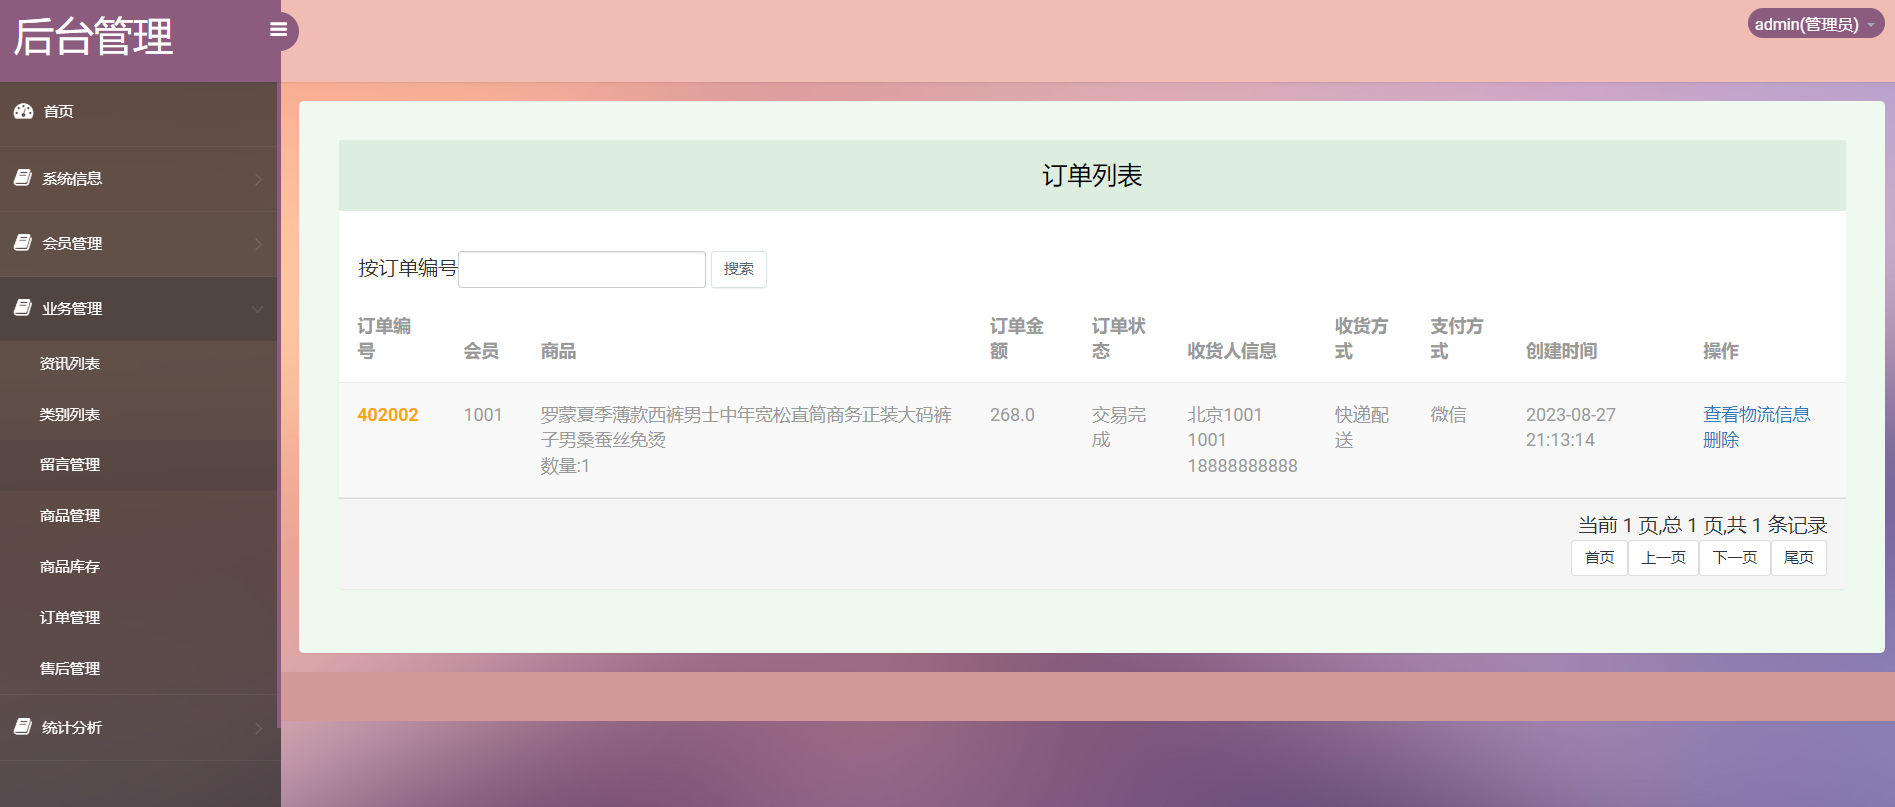 后台管理
admin(管理员)
首页
系统信息
会员管理
业务管理
资讯列表
类别列表
留言管理
商品管理
商品库存
订单管理
售后管理
统计分析
订单列表
按订单编号 搜索
订单编号 会员 商品 订单金额 订单状态 收货人信息 收货方式 支付方式 创建时间 操作
402002 1001 罗蒙夏季薄款西裤男士中年宽松直筒商务正装大码裤 268.0 交易完 北京1001 快递配 微信 2023-08-27 查看物流信息
子男桑蚕丝免烫 成 1001 送 21:13:14 删除
数量:1 18888888888
当前 1 页,总 1 页,共 1 条记录
首页 上一页 下一页 尾页